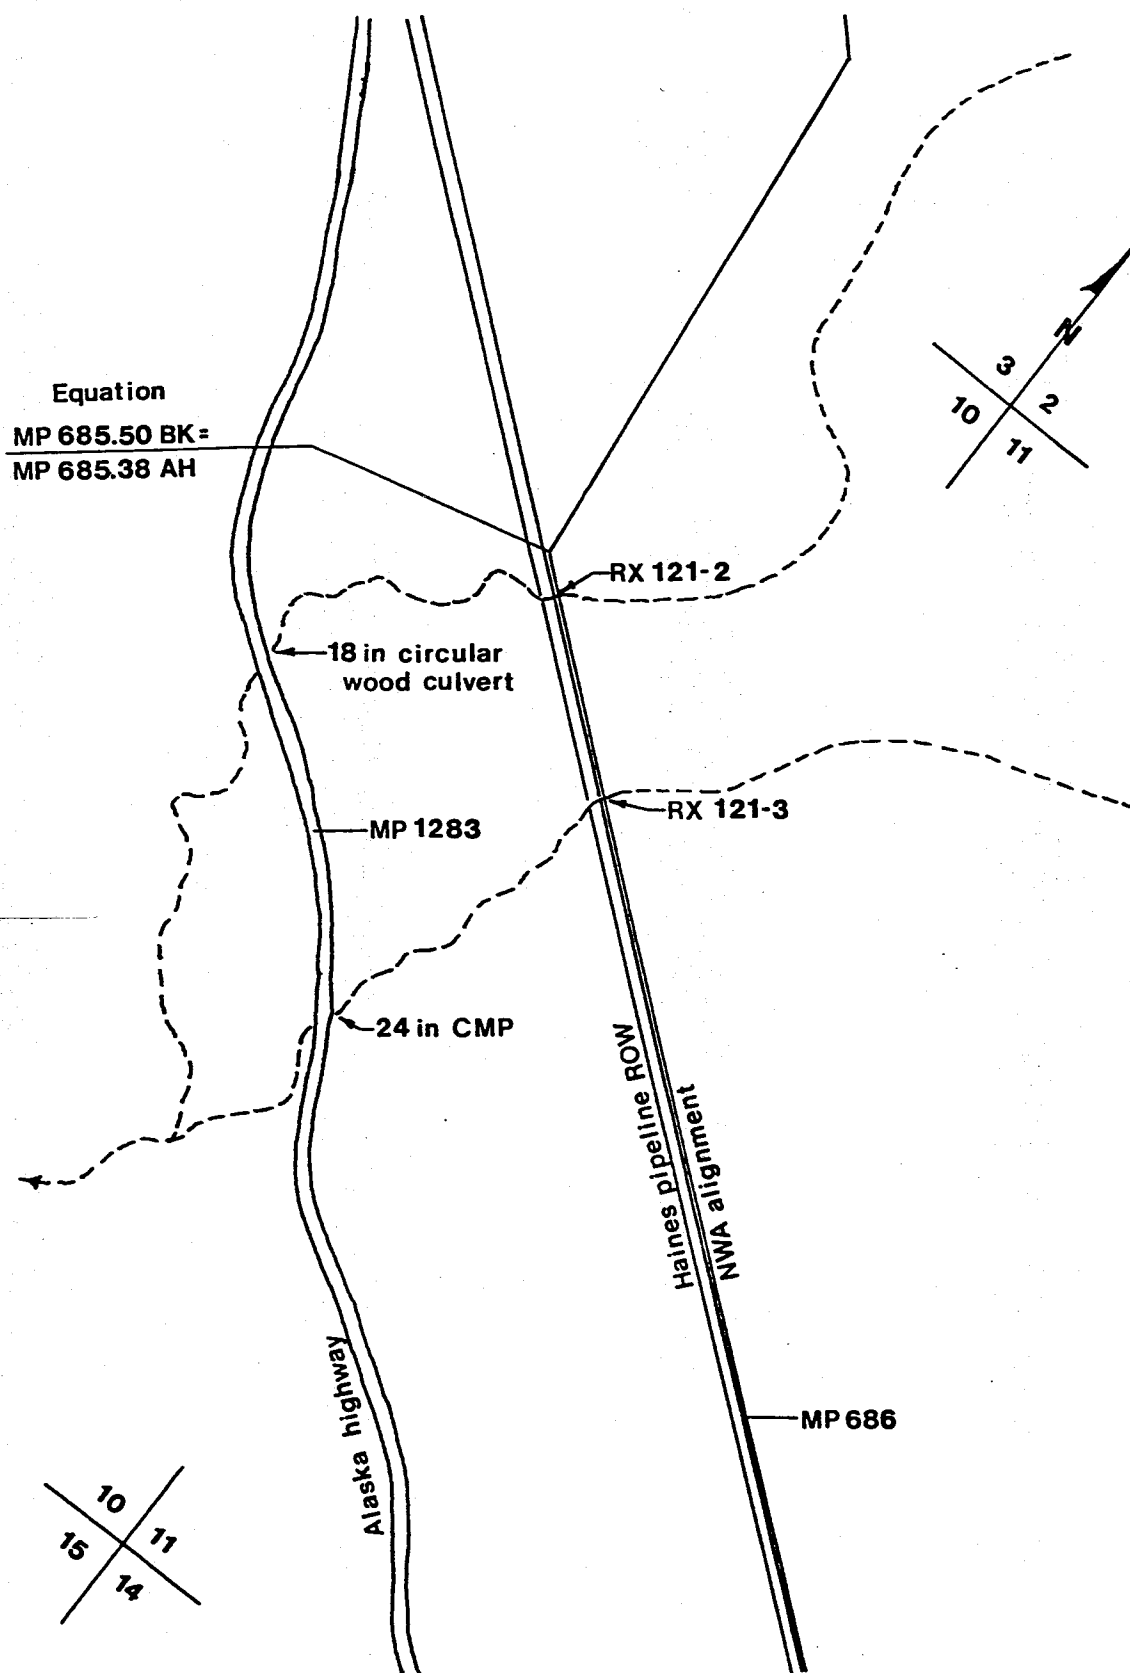 N
3
2
10
11
Equation
MP 685.50 BK=
MP 685.38 AH
RX 121-2
18 in circular
wood culvert
RX 121-3
MP 1283
24 in CMP
Haines pipeline ROW
NWA alignment
Alaska highway
MP 686
10
11
15
14